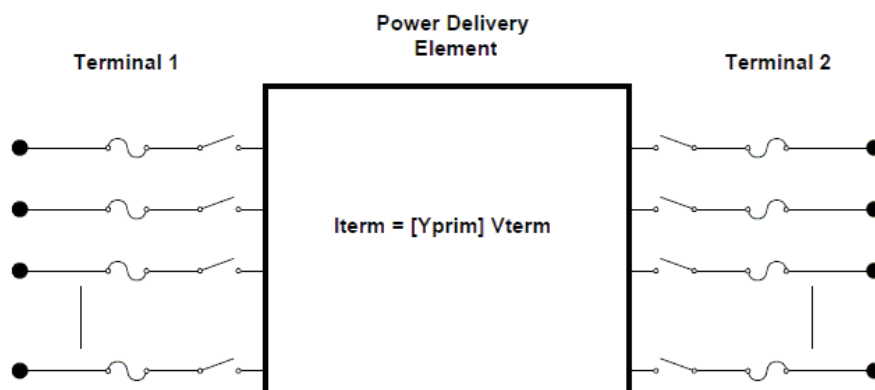 Power Delivery
Element
Terminal 1
Terminal 2
Iterm = [Yprim] Vterm